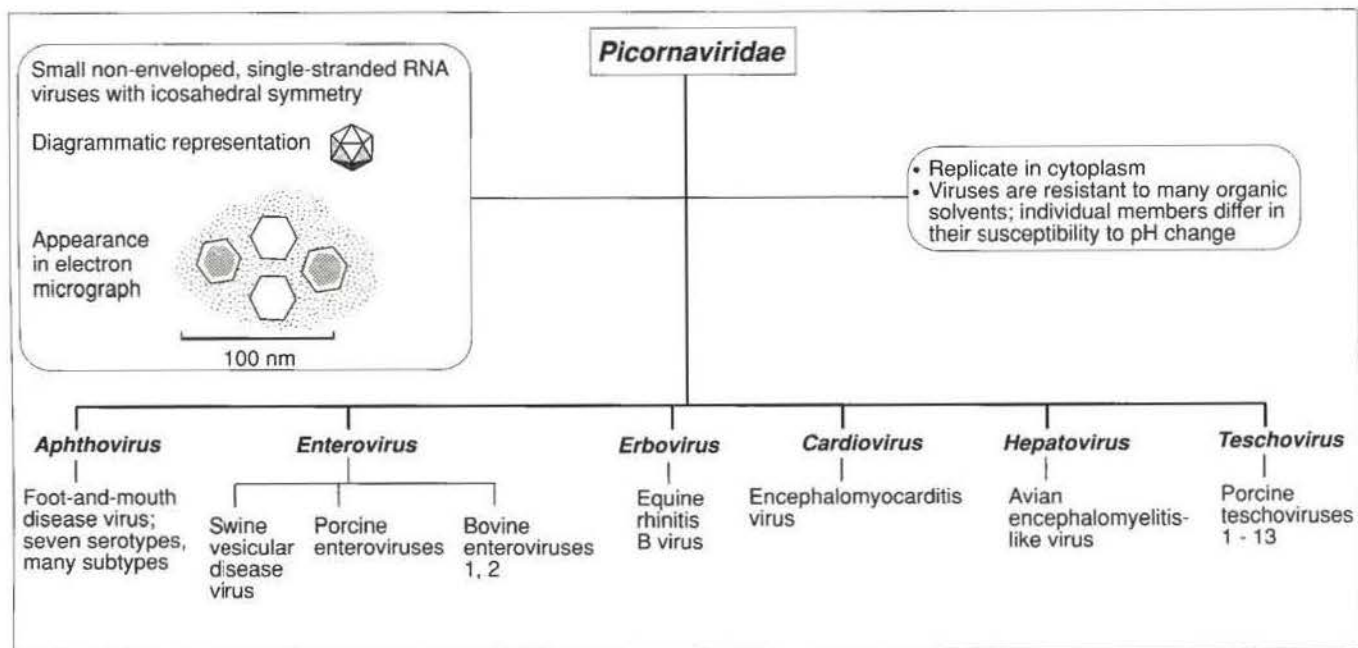 Picornaviridae
Small non-enveloped, single-stranded RNA
viruses with icosahedral symmetry
Diagrammatic representation
Appearance
in electron
micrograph
100 nm
• Replicate in cytoplasm
• Viruses are resistant to many organic
solvents; individual members differ in
their susceptibility to pH change
Aphthovirus
Foot-and-mouth
disease virus;
seven serotypes,
many subtypes
Enterovirus
Swine
vesicular
disease
virus
Porcine
enteroviruses
Bovine
enteroviruses
1, 2
Erbovirus
Equine
rhinitis
B virus
Cardiovirus
Encephalomyocarditis
virus
Hepatovirus
Avian
encephalomyelitis-
like virus
Teschovirus
Porcine
teschoviruses
1 - 13